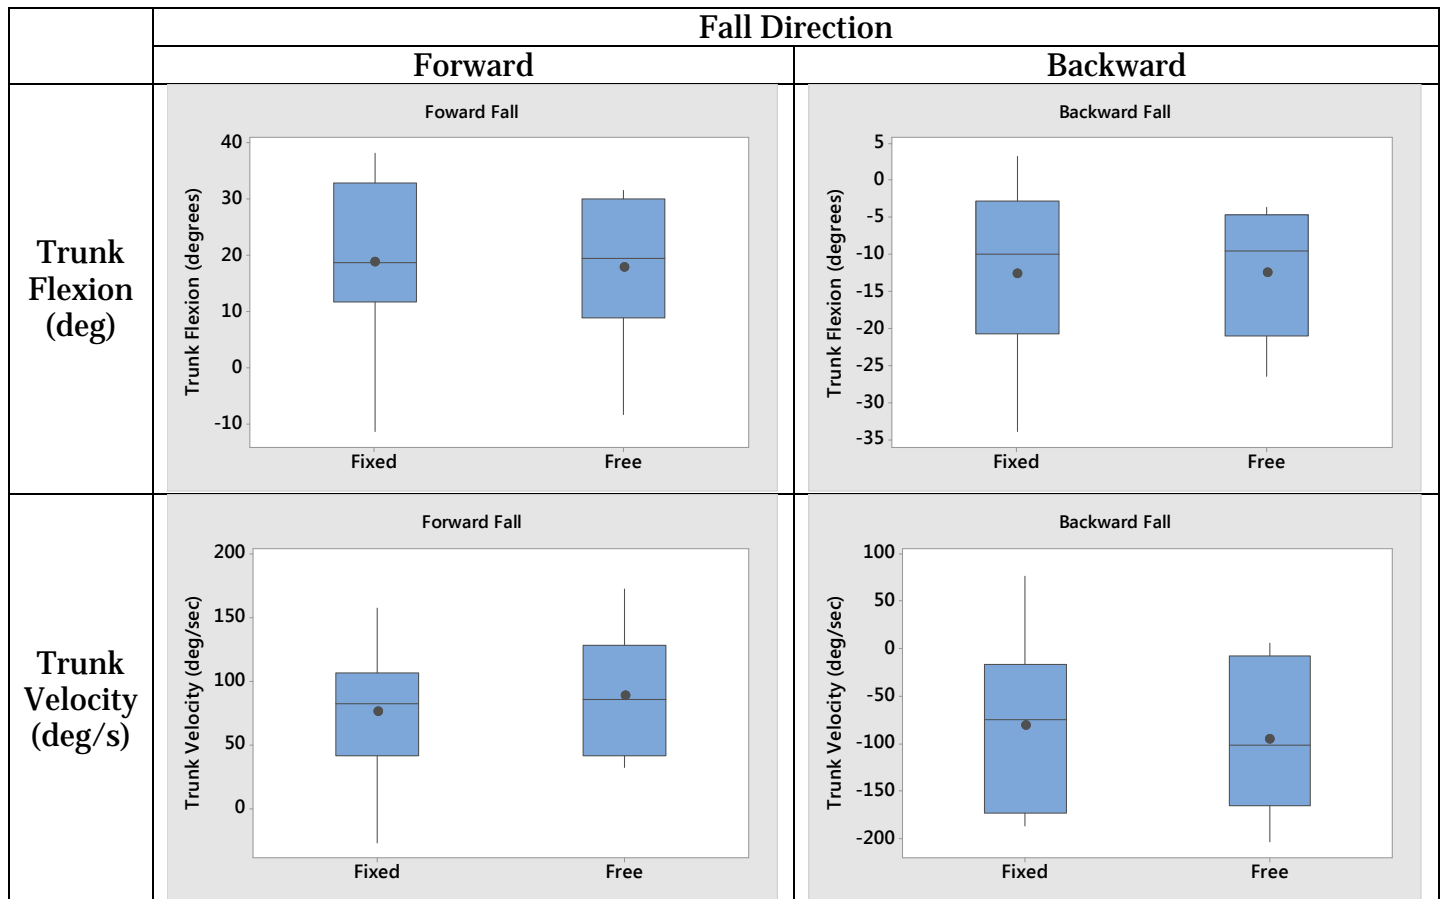 Fall Direction
Forward
Backward
Trunk
Flexion
(deg)
Foward Fall
Trunk Flexion (degrees)
40
30
20
10
0
-10
Fixed
Free
Backward Fall
Trunk Flexion (degrees)
5
0
-5
-10
-15
-20
-25
-30
-35
Fixed
Free
Trunk
Velocity
(deg/s)
Forward Fall
Trunk Velocity (deg/sec)
200
150
100
50
0
Fixed
Free
Backward Fall
Trunk Velocity (deg/sec)
100
50
0
-50
-100
-150
-200
Fixed
Free